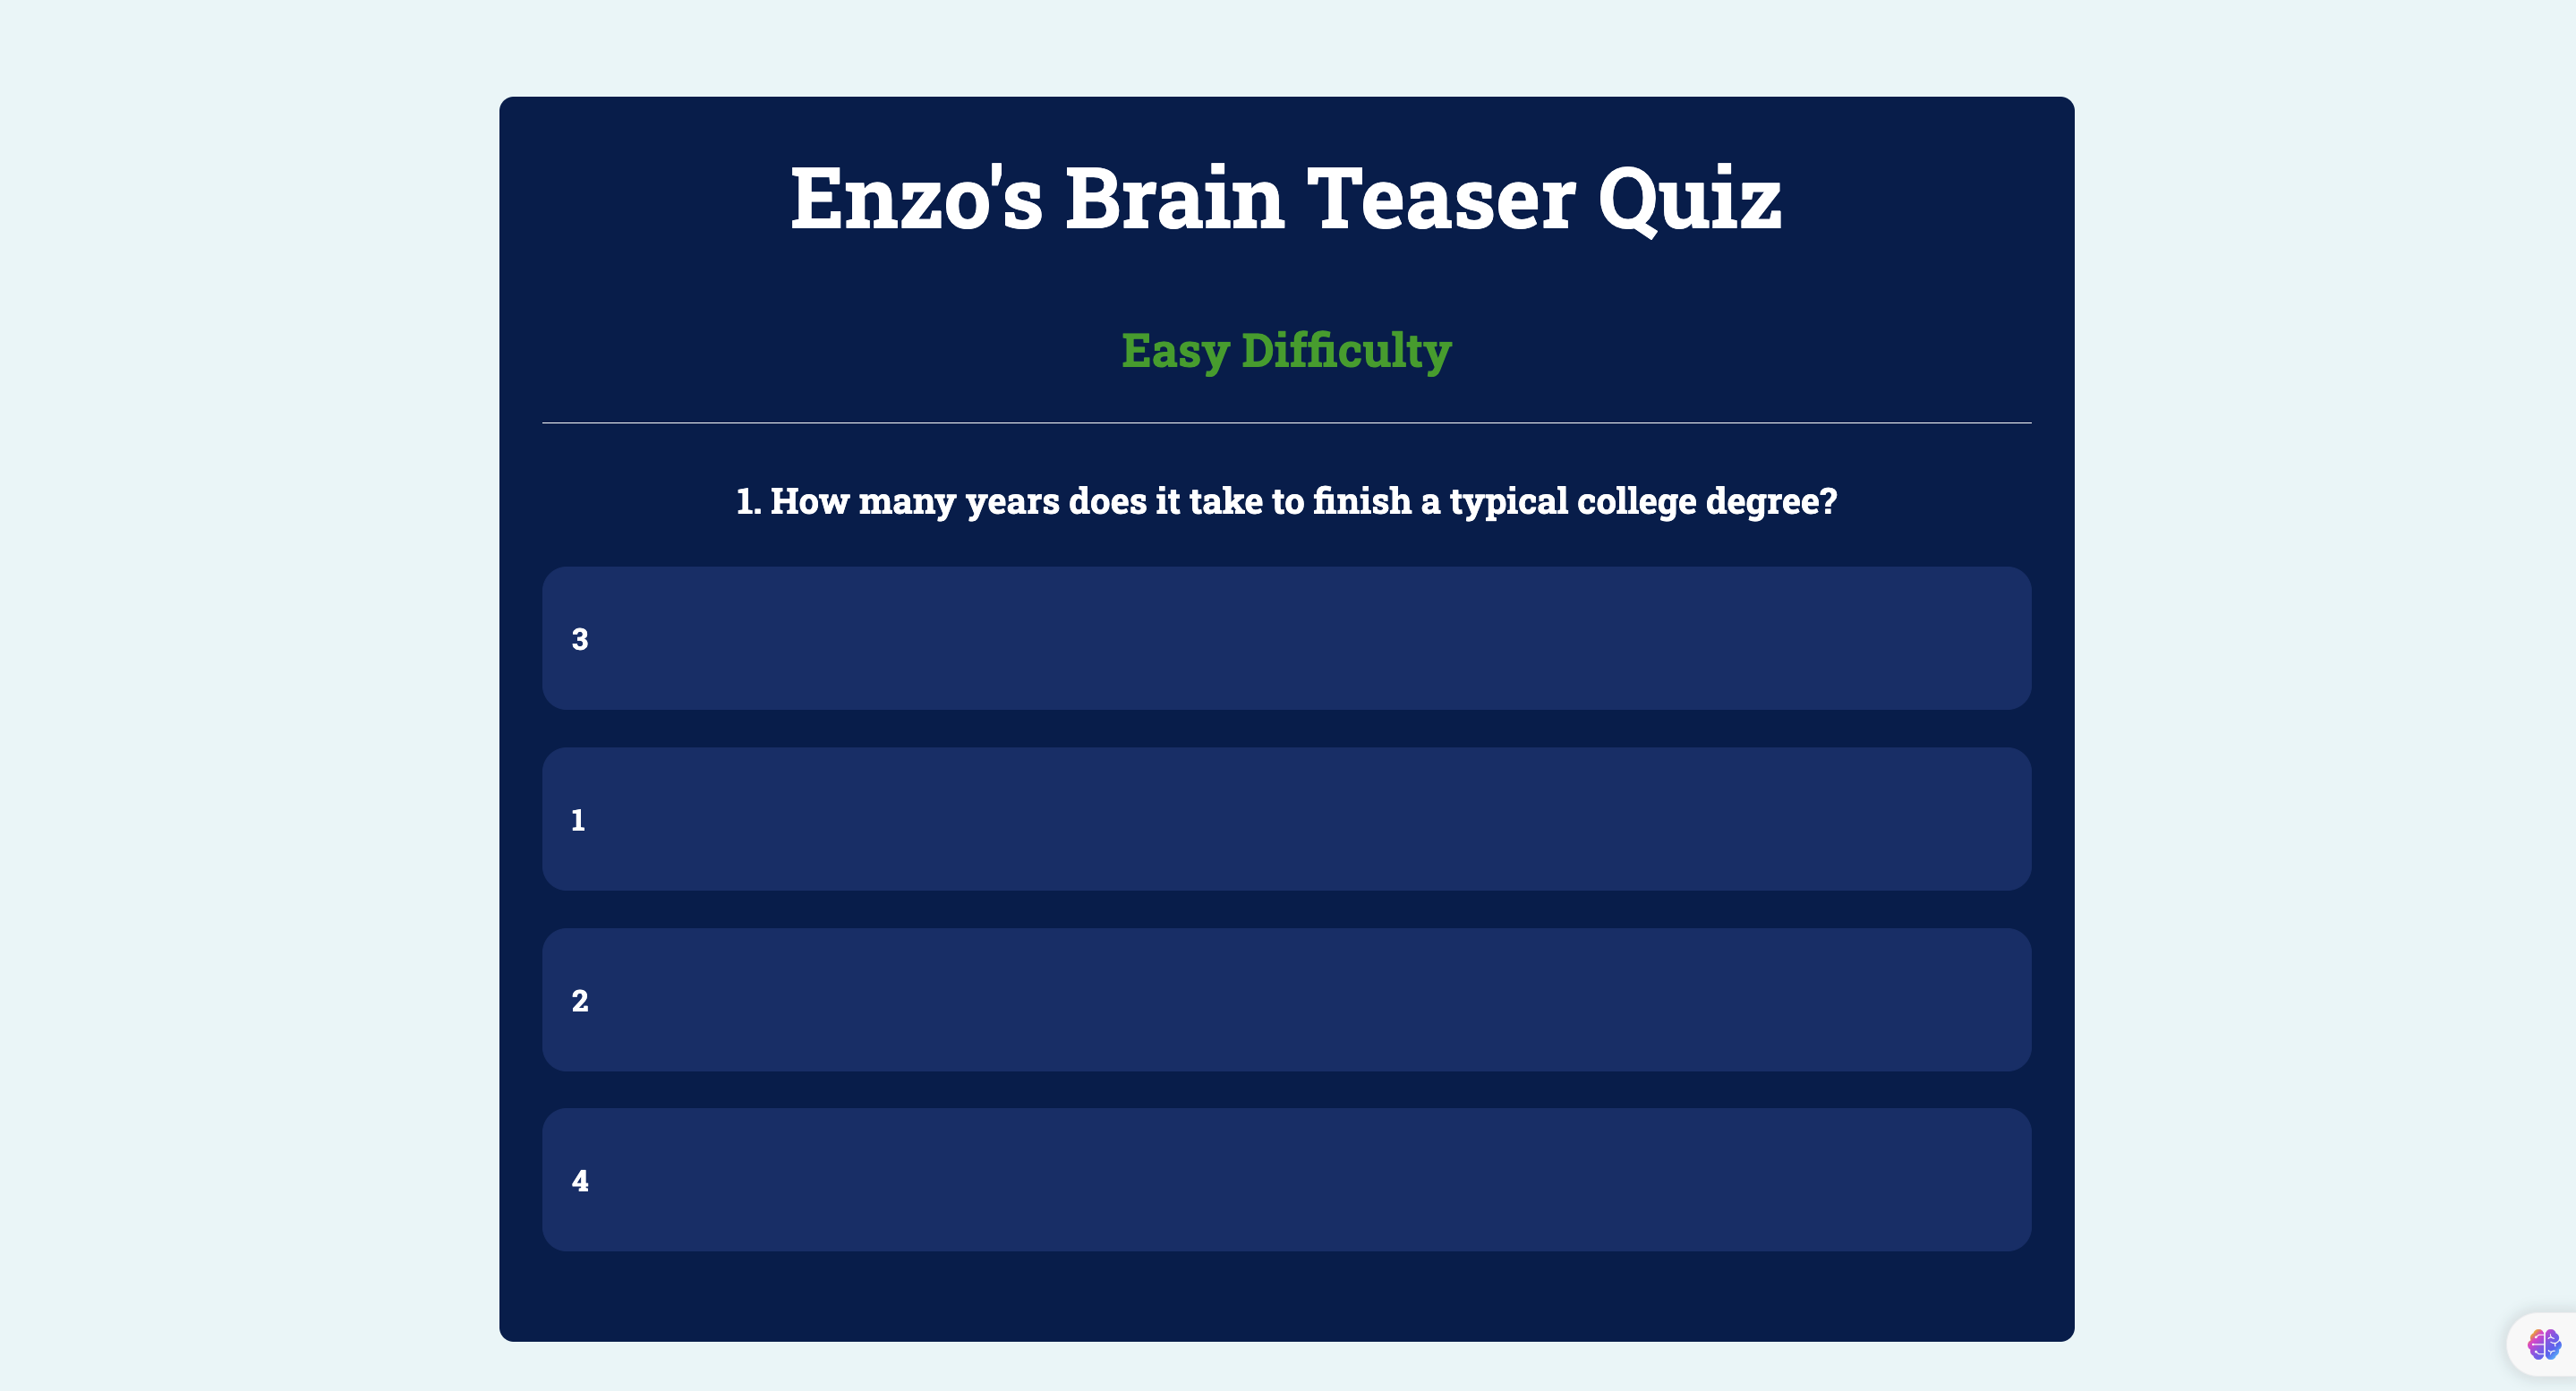 Enzo's Brain Teaser Quiz
Easy Difficulty
1. How many years does it take to finish a typical college degree?
3
1
2
4